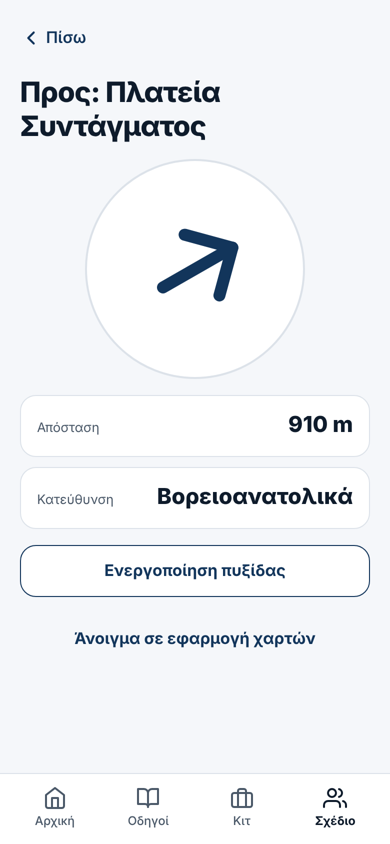 Πίσω
Προς: Πλατεία
Συντάγματος
Απόσταση 910 m
Κατεύθυνση Βορειοανατολικά
Ενεργοποίηση πυξίδας
Άνοιγμα σε εφαρμογή χαρτών
Αρχική Οδηγοί Κιτ Σχέδιο